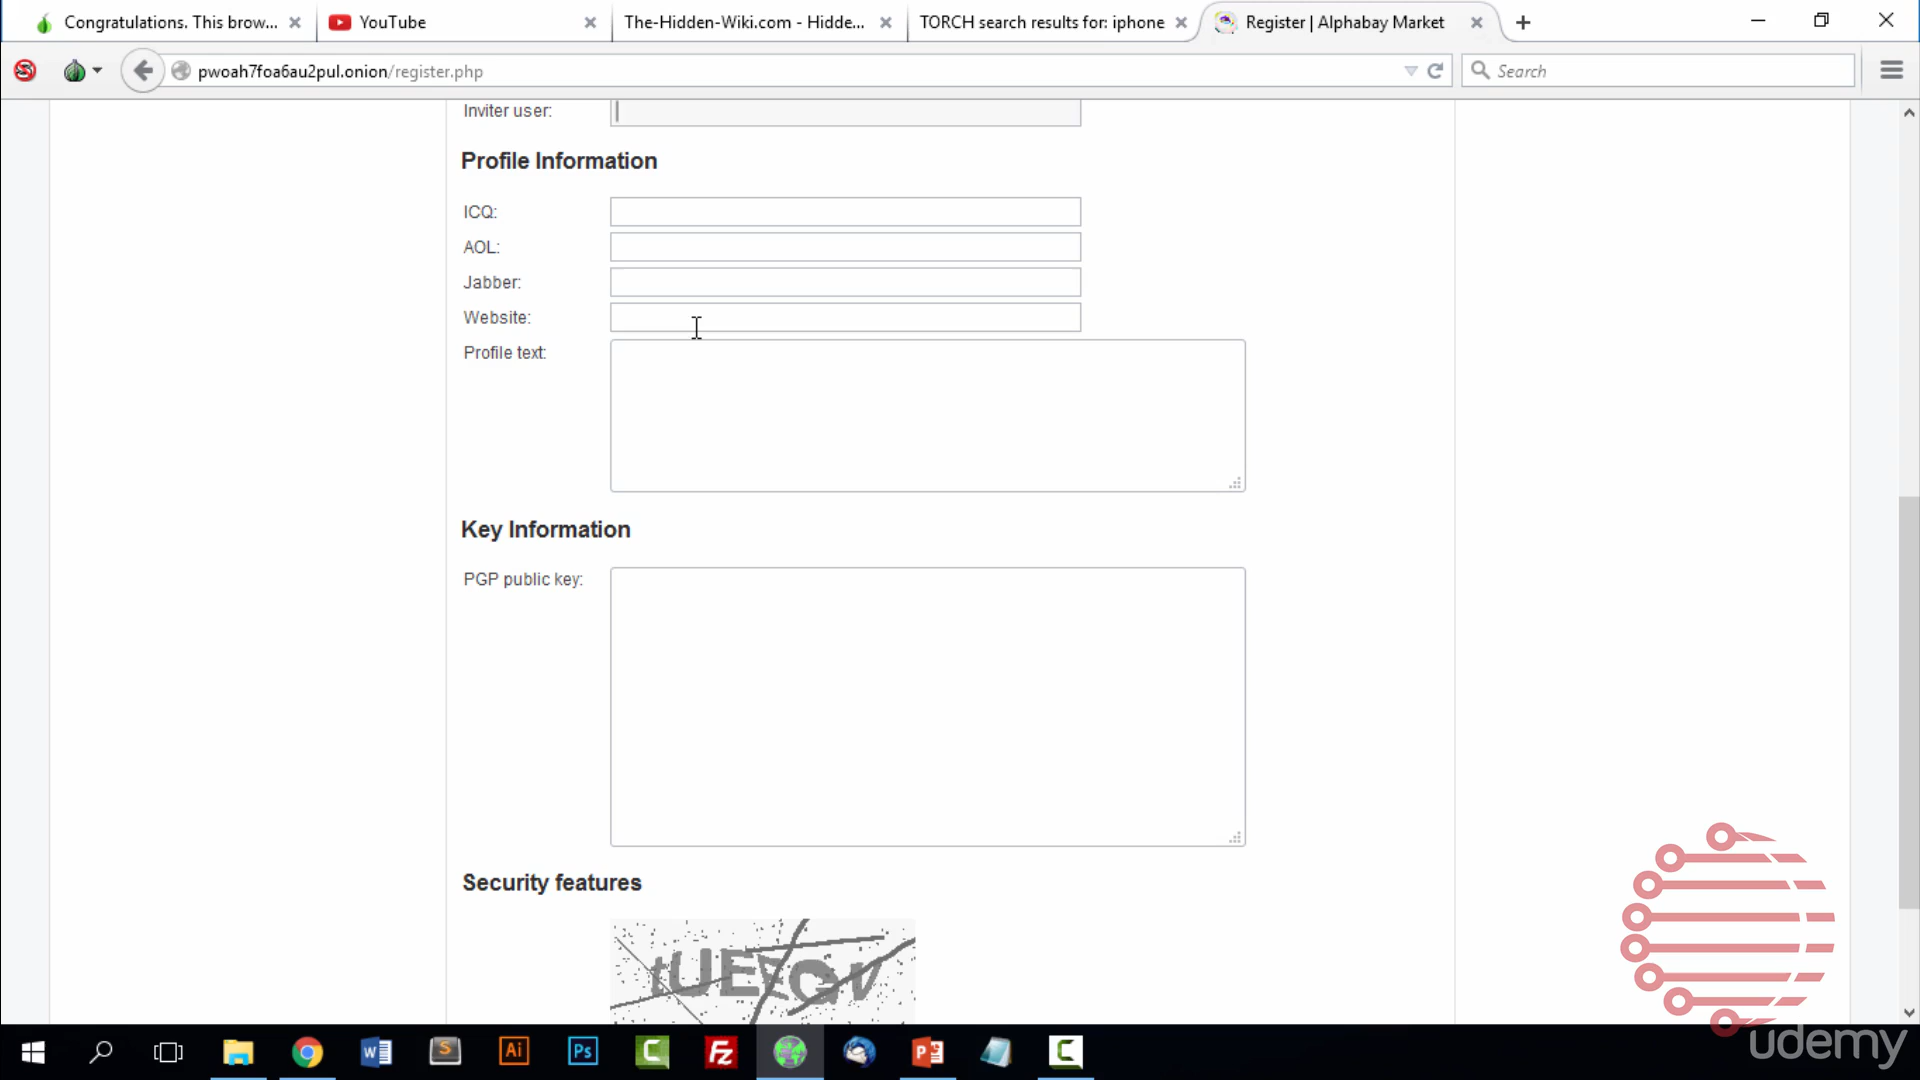 Congratulations. This brow...
YouTube
The-Hidden-Wiki.com - Hidde...
TORCH search results for: iphone
Register | Alphabay Market
pwoah7foa6au2pul.onion/register.php
Search
Inviter user:
Profile Information
ICQ:
AOL:
Jabber:
Website:
Profile text:
Key Information
PGP public key:
Security features
udemy